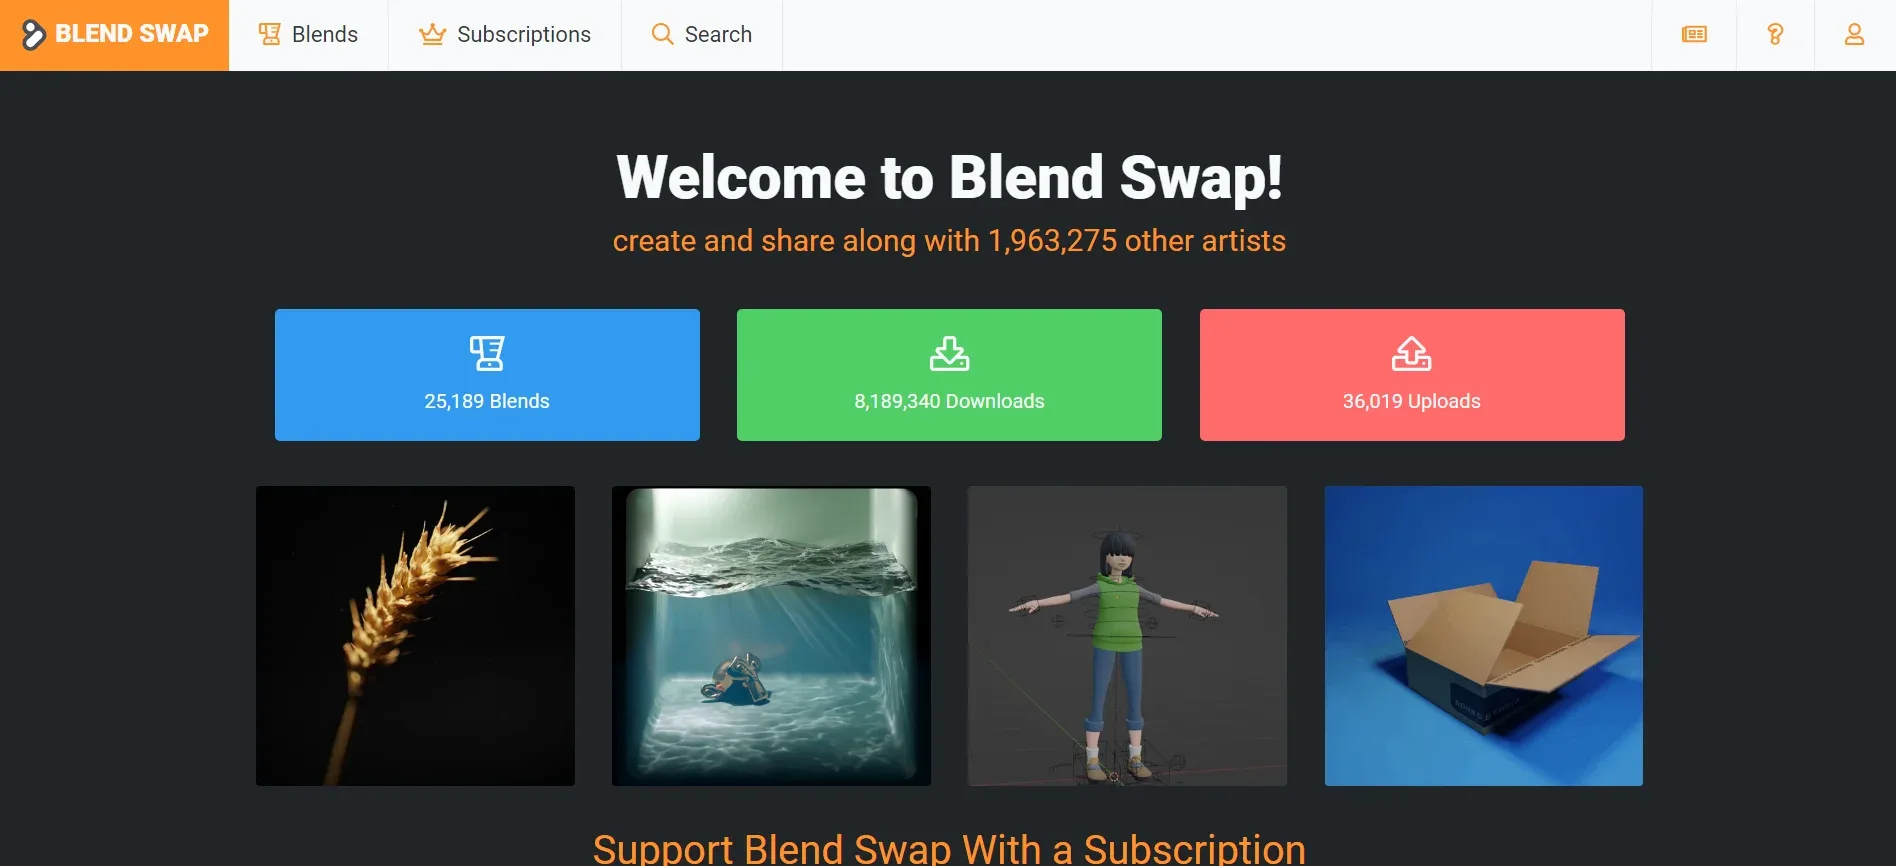 BLEND SWAP
Blends
Subscriptions
Search
Welcome to Blend Swap!
create and share along with 1,963,275 other artists
25,189 Blends
8,189,340 Downloads
36,019 Uploads
Support Blend Swap With a Subscription